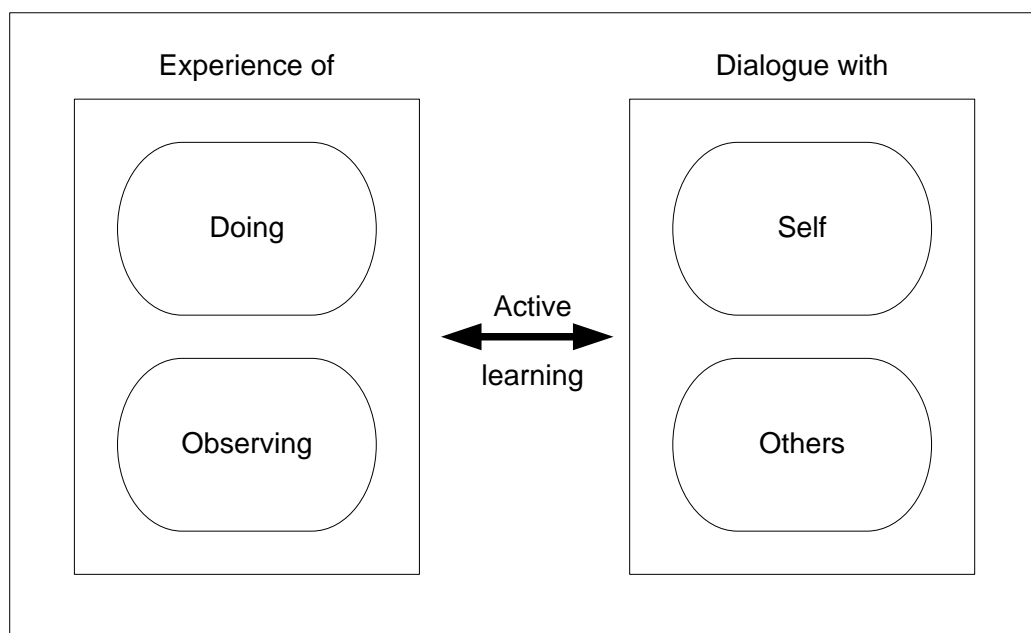 Experience of
Doing
Observing
Active
learning
Dialogue with
Self
Others